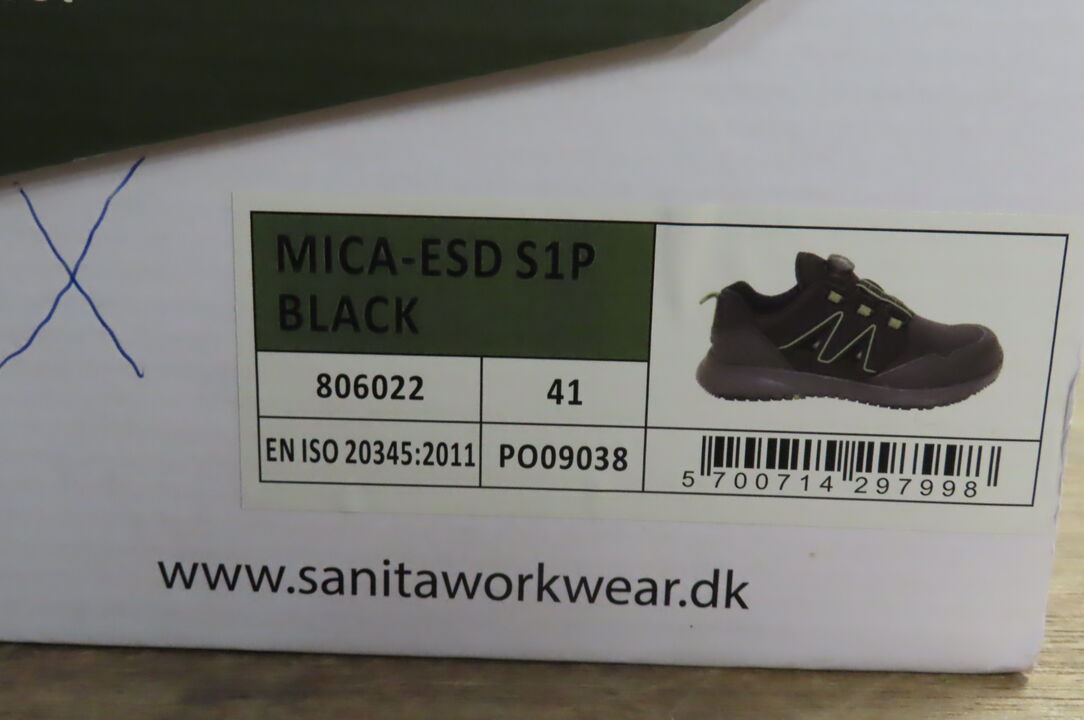 MICA-ESD S1P
BLACK
806022
41
EN ISO 20345:2011
PO09038
5 700714 297998
www.sanitaworkwear.dk